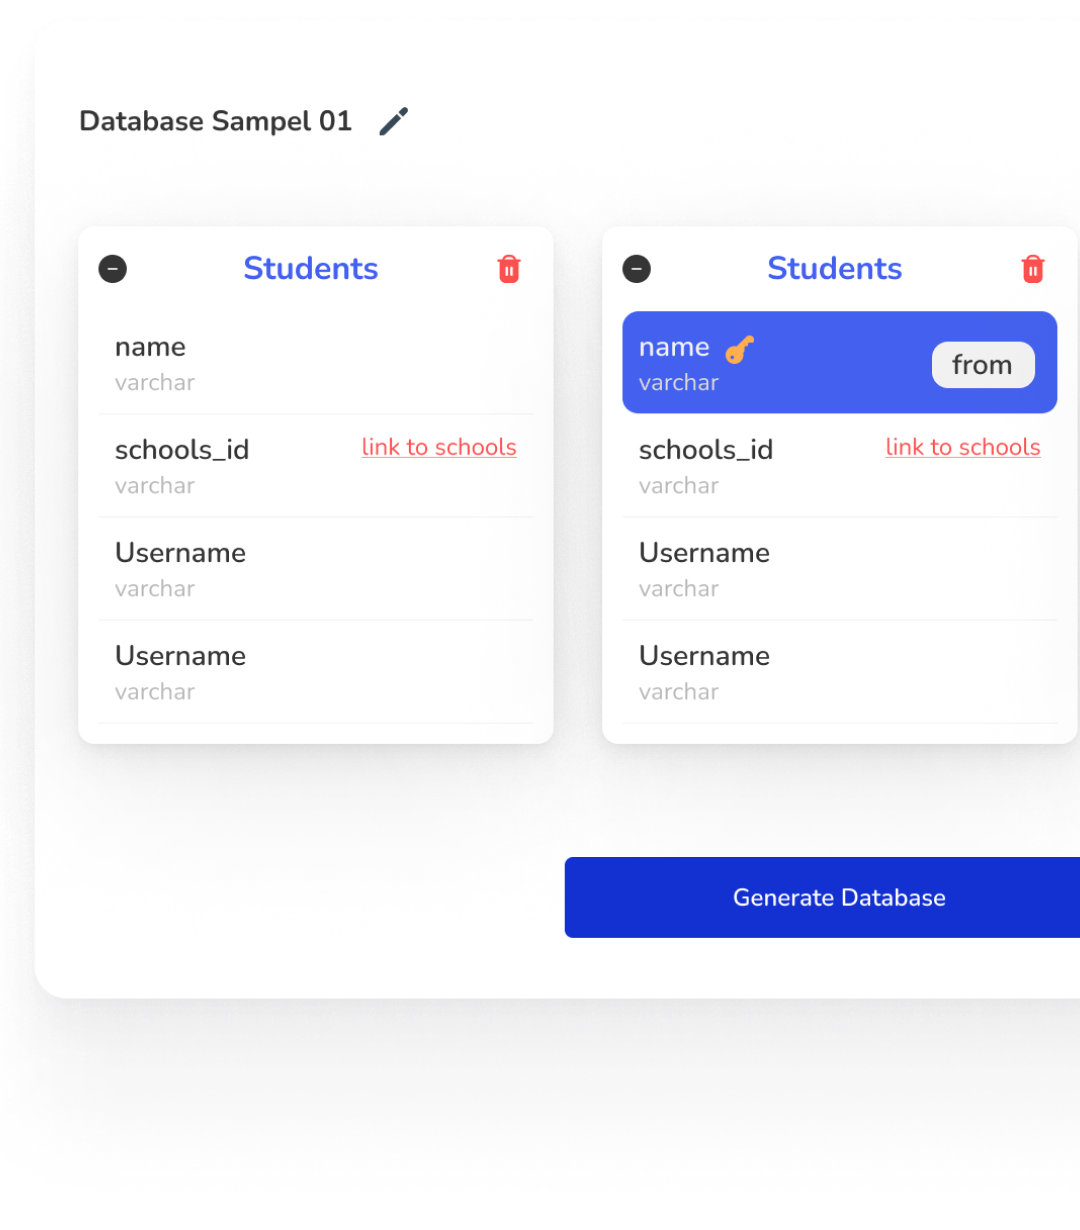 Database Sampel 01
Students
name
varchar
schools_id
link to schools
varchar
Username
varchar
Username
varchar
Students
name
varchar
from
schools_id
link to schools
varchar
Username
varchar
Username
varchar
Generate Database